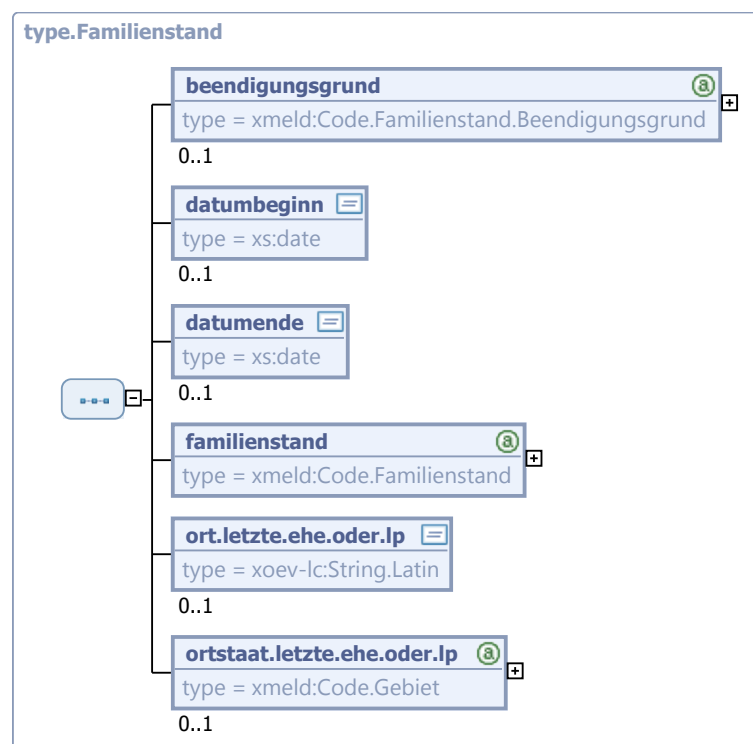 type.Familienstand
beendigungsgrund
type = xmeld:Code.Familienstand.Beendigungsgrund
0..1
datumbeginn
type = xs:date
0..1
datumende
type = xs:date
0..1
familienstand
type = xmeld:Code.Familienstand
ort.letzte.ehe.oder.lp
type = xoev-lc:String.Latin
0..1
ortstaat.letzte.ehe.oder.lp
type = xmeld:Code.Gebiet
0..1